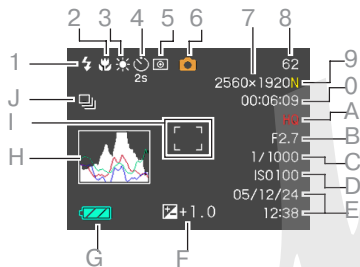 2 3 4 5 6 7 8
1 2s 62
2560×1920N 9
00:06:09 0
J A
I F2.7 B
H 1/1000 C
ISO100 D
05/12/24
12:38 E
+1.0
G F